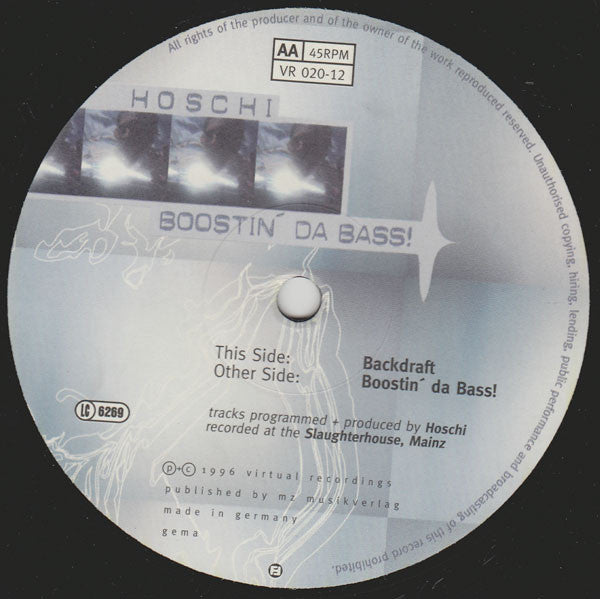 All rights of the producer and of the owner of the work reproduced reserved. Unauthorised copying, hiring, lending, public performance and broadcasting of this record prohibited.
AA 45RPM
VR 020-12
HOSCHI
BOOSTIN´ DA BASS!
This Side: Backdraft
Other Side: Boostin´ da Bass!
LC 6269
tracks programmed + produced by Hoschi
recorded at the Slaughterhouse, Mainz
℗+© 1996 virtual recordings
published by mz musikverlag
made in germany
gema